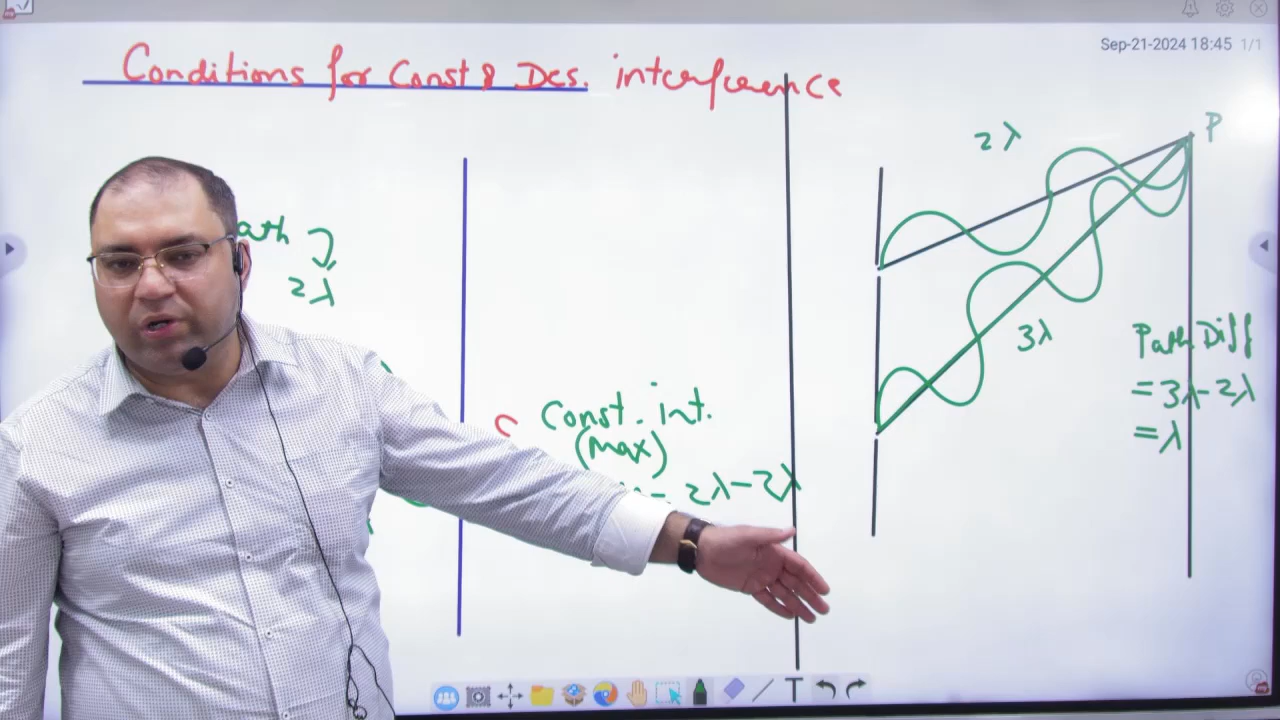 Sep-21-2024 18:45 1/1
Conditions for Const & Des. interference
2λ
P
2λ
3λ
Path Diff
= 3λ-2λ
= λ
C Const. int.
(max)
= 2λ-2λ
T